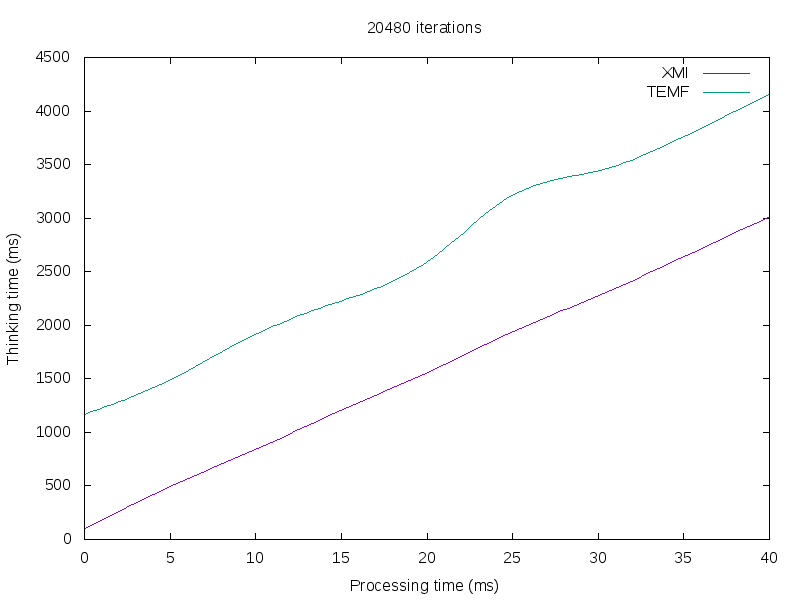 20480 iterations
XMI
TEMF
4500
4000
3500
3000
2500
2000
1500
1000
500
0
Thinking time (ms)
0 5 10 15 20 25 30 35 40
Processing time (ms)